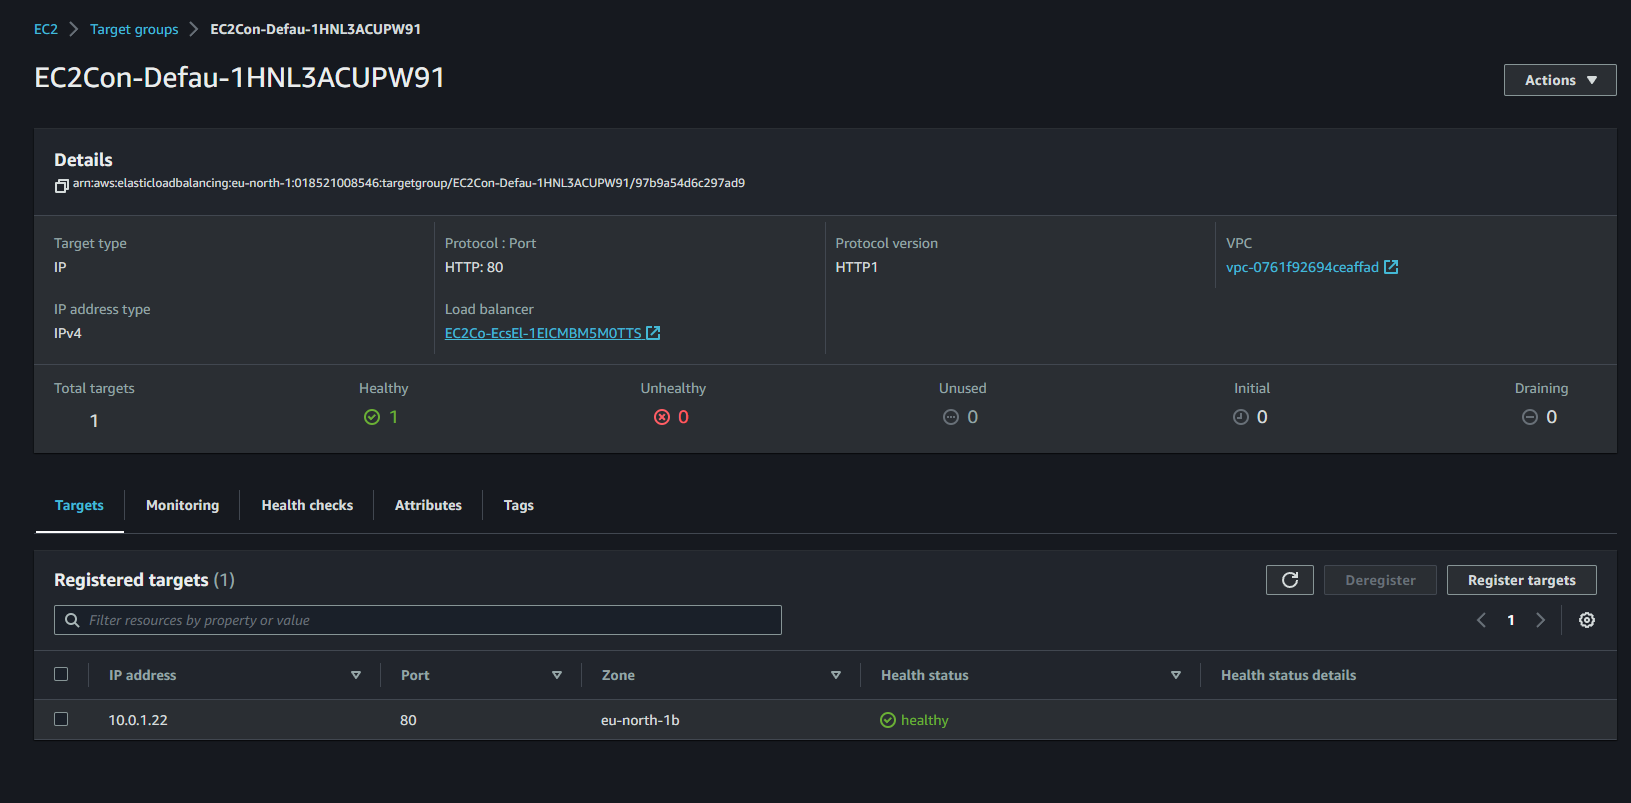 EC2 > Target groups > EC2Con-Defau-1HNL3ACUPW91
EC2Con-Defau-1HNL3ACUPW91
Actions
Details
arn:aws:elasticloadbalancing:eu-north-1:018521008546:targetgroup/EC2Con-Defau-1HNL3ACUPW91/97b9a54d6c297ad9
Target type Protocol : Port Protocol version VPC
IP HTTP: 80 HTTP1 vpc-0761f92694ceaffad
IP address type Load balancer
IPv4 EC2Co-EcsEl-1EICMBM5M0TTS
Total targets Healthy Unhealthy Unused Initial Draining
1 1 0 0 0 0
Targets Monitoring Health checks Attributes Tags
Registered targets (1) Deregister Register targets
Filter resources by property or value 1
IP address Port Zone Health status Health status details
10.0.1.22 80 eu-north-1b healthy